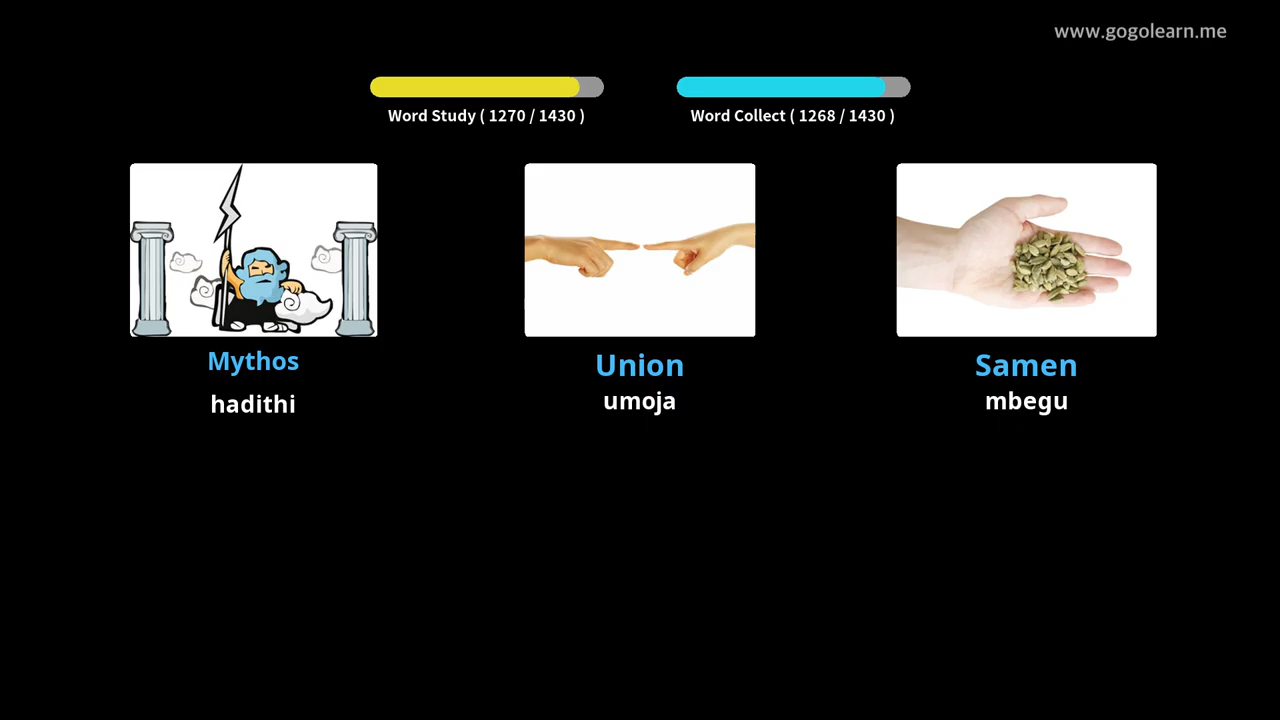 www.gogolearn.me
Word Study ( 1270 / 1430 )
Word Collect ( 1268 / 1430 )
Mythos
hadithi
Union
umoja
Samen
mbegu